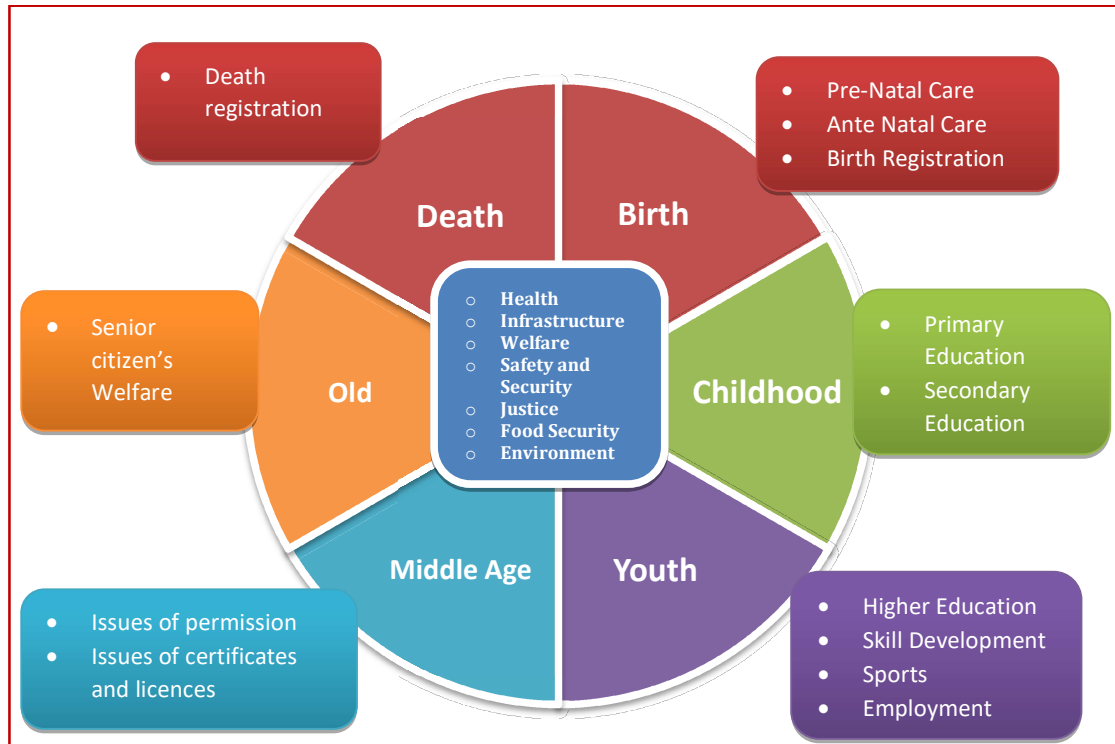 • Death
registration
• Pre-Natal Care
• Ante Natal Care
• Birth Registration
Death
Birth
○ Health
○ Infrastructure
○ Welfare
○ Safety and
Security
○ Justice
○ Food Security
○ Environment
• Senior
citizen’s
Welfare
Old
Childhood
• Primary
Education
• Secondary
Education
Middle Age
Youth
• Issues of permission
• Issues of certificates
and licences
• Higher Education
• Skill Development
• Sports
• Employment